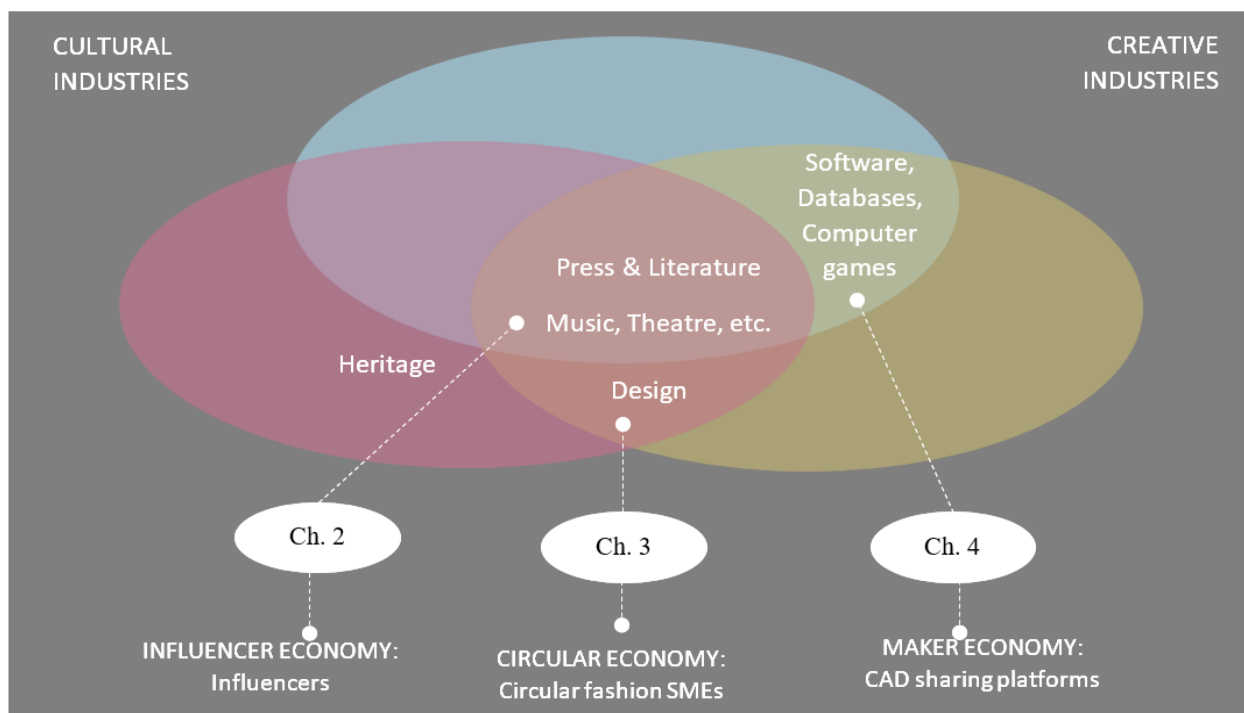 CULTURAL
INDUSTRIES
CREATIVE
INDUSTRIES
Software,
Databases,
Computer
games
Press & Literature
Music, Theatre, etc.
Heritage
Design
Ch. 2
Ch. 3
Ch. 4
INFLUENCER ECONOMY:
Influencers
CIRCULAR ECONOMY:
Circular fashion SMEs
MAKER ECONOMY:
CAD sharing platforms